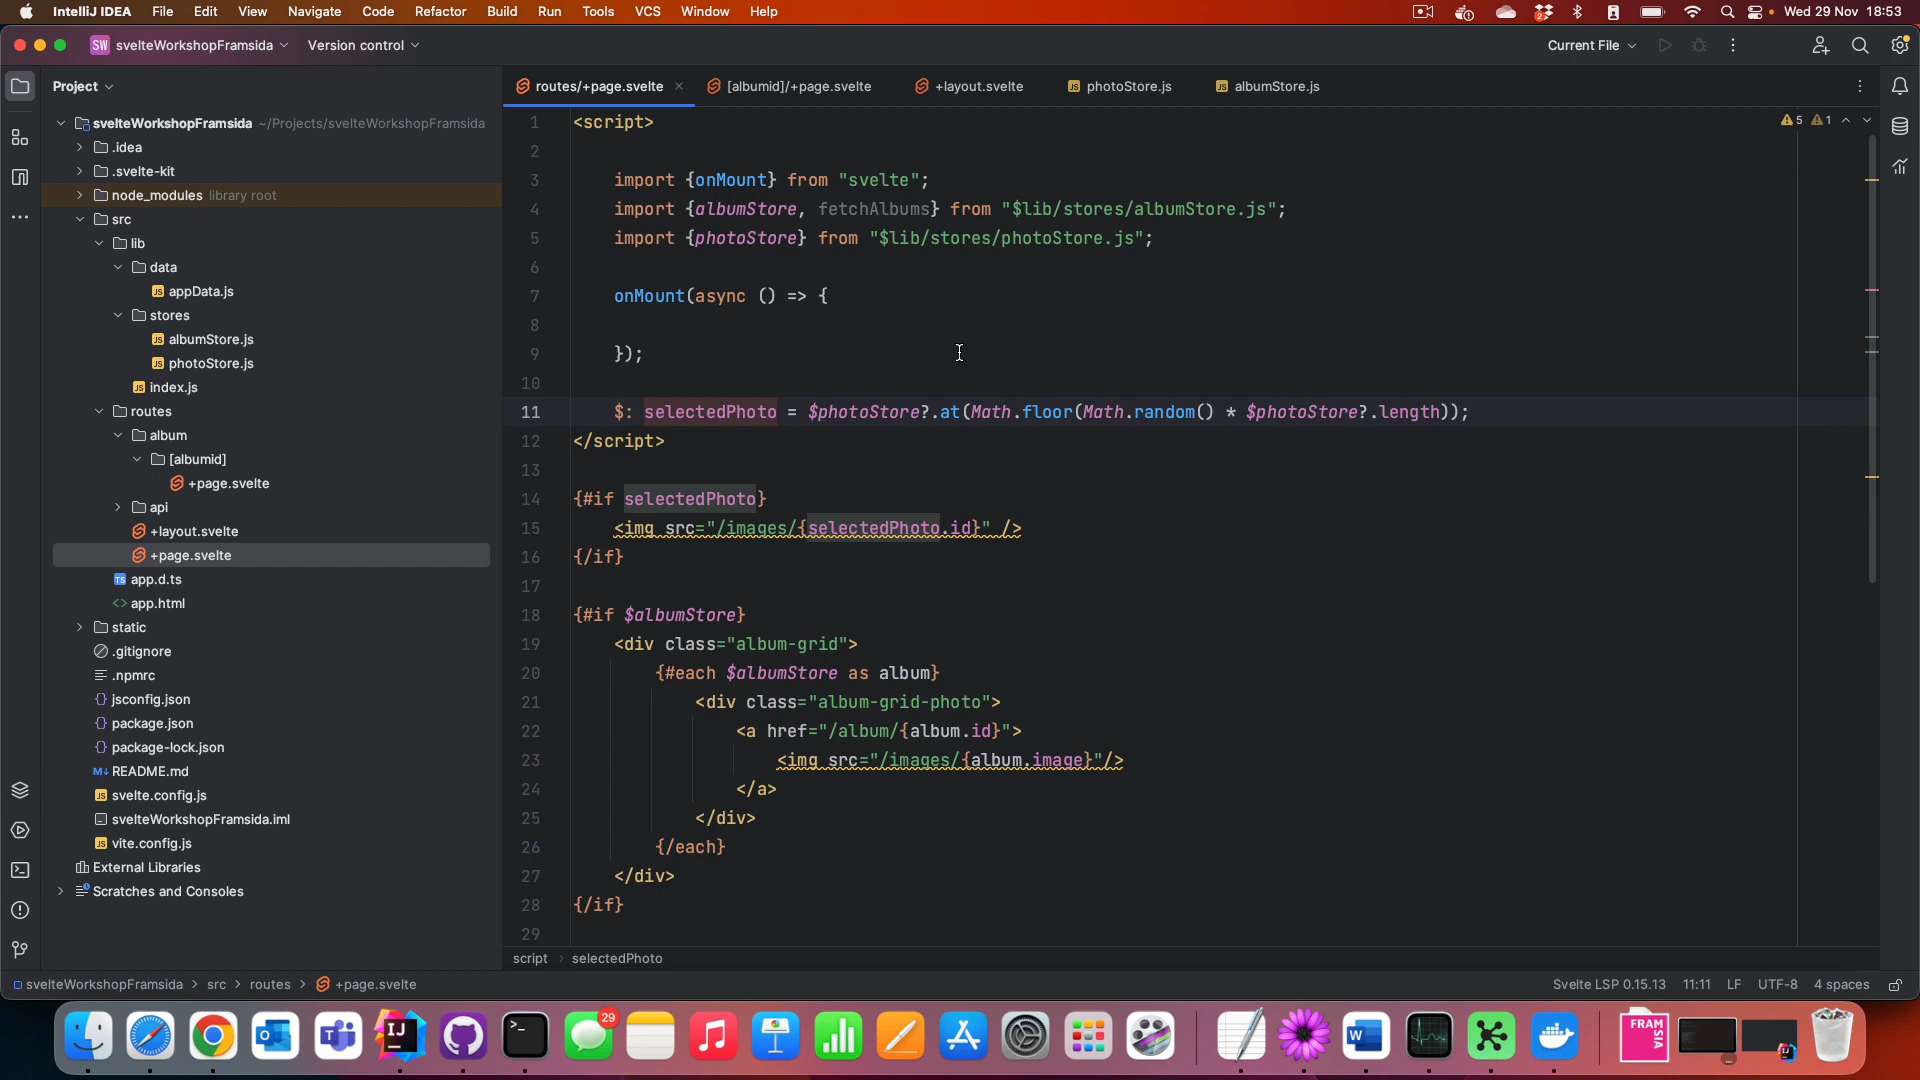 IntelliJ IDEA File Edit View Navigate Code Refactor Build Run Tools VCS Window Help Wed 29 Nov 18:53
SW svelteWorkshopFramsida Version control Current File
Project
routes/+page.svelte [albumid]/+page.svelte +layout.svelte photoStore.js albumStore.js
svelteWorkshopFramsida ~/Projects/svelteWorkshopFramsida
.idea
.svelte-kit
node_modules library root
src
lib
data
appData.js
stores
albumStore.js
photoStore.js
index.js
routes
album
[albumid]
+page.svelte
api
+layout.svelte
+page.svelte
app.d.ts
app.html
static
.gitignore
.npmrc
jsconfig.json
package.json
package-lock.json
README.md
svelte.config.js
svelteWorkshopFramsida.iml
vite.config.js
External Libraries
Scratches and Consoles
5 1
1 <script>
2
3 import {onMount} from "svelte";
4 import {albumStore, fetchAlbums} from "$lib/stores/albumStore.js";
5 import {photoStore} from "$lib/stores/photoStore.js";
6
7 onMount(async () => {
8
9 });
10
11 $: selectedPhoto = $photoStore?.at(Math.floor(Math.random() * $photoStore?.length));
12 </script>
13
14 {#if selectedPhoto}
15 <img src="/images/{selectedPhoto.id}" />
16 {/if}
17
18 {#if $albumStore}
19 <div class="album-grid">
20 {#each $albumStore as album}
21 <div class="album-grid-photo">
22 <a href="/album/{album.id}">
23 <img src="/images/{album.image}"/>
24 </a>
25 </div>
26 {/each}
27 </div>
28 {/if}
29
script selectedPhoto
svelteWorkshopFramsida src routes +page.svelte Svelte LSP 0.15.13 11:11 LF UTF-8 4 spaces
29
FRAM
SIA